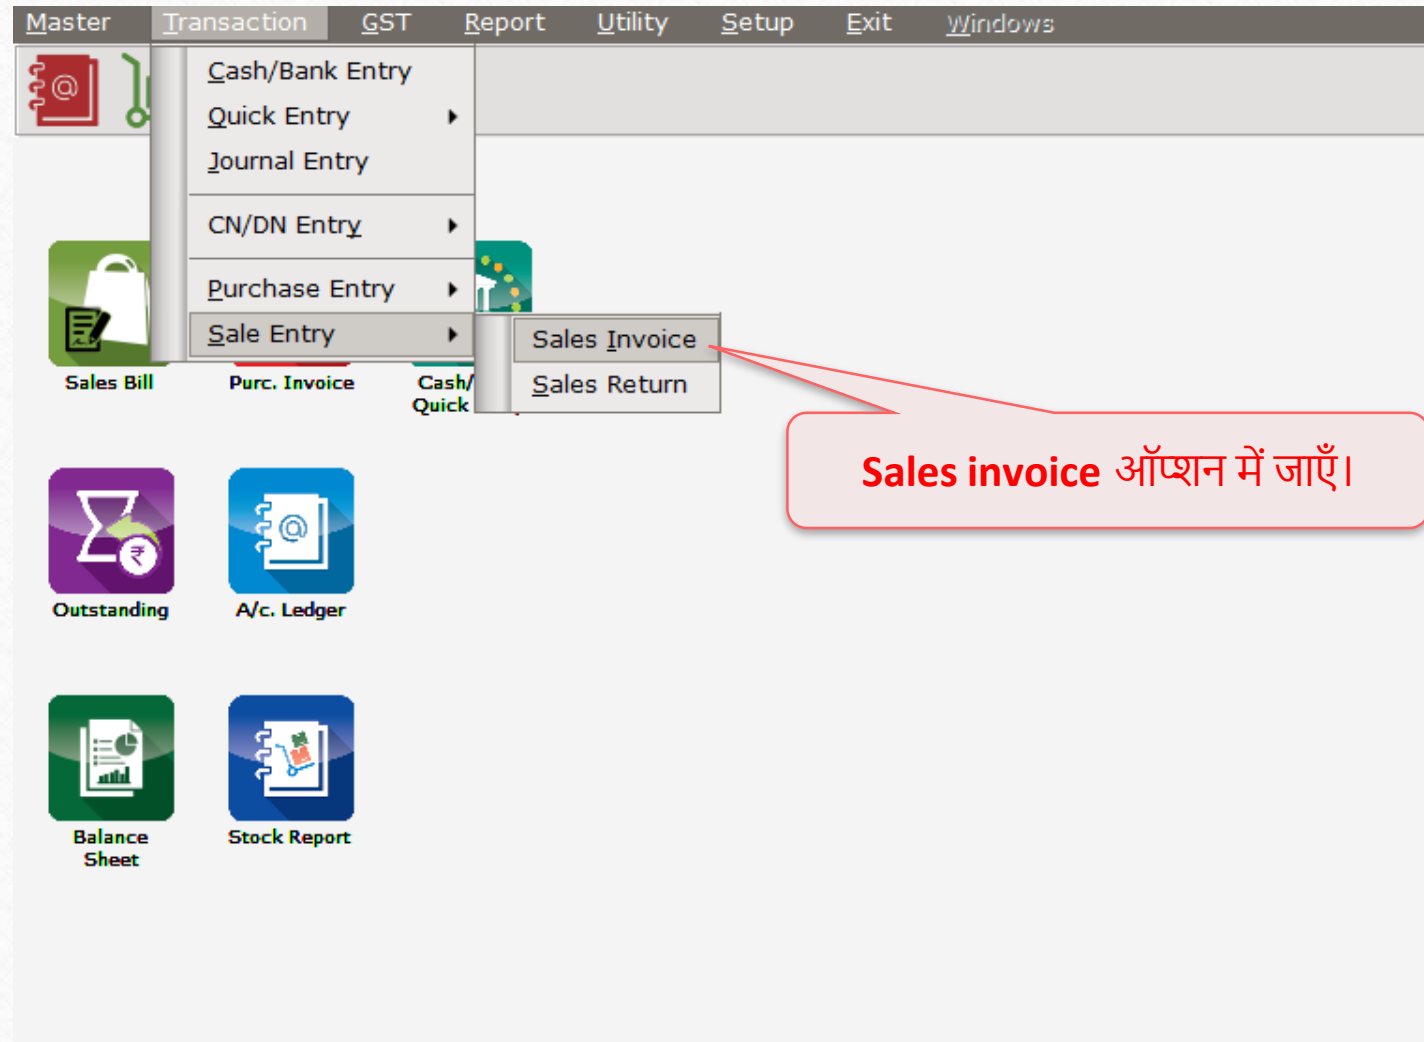 Master Transaction GST Report Utility Setup Exit Windows
Cash/Bank Entry
Quick Entry
Journal Entry
CN/DN Entry
Purchase Entry
Sale Entry
Sales Invoice
Sales Return
Sales Bill
Purc. Invoice
Cash/
Quick
Sales invoice ऑप्शन में जाएँ।
Outstanding
A/c. Ledger
Balance
Sheet
Stock Report